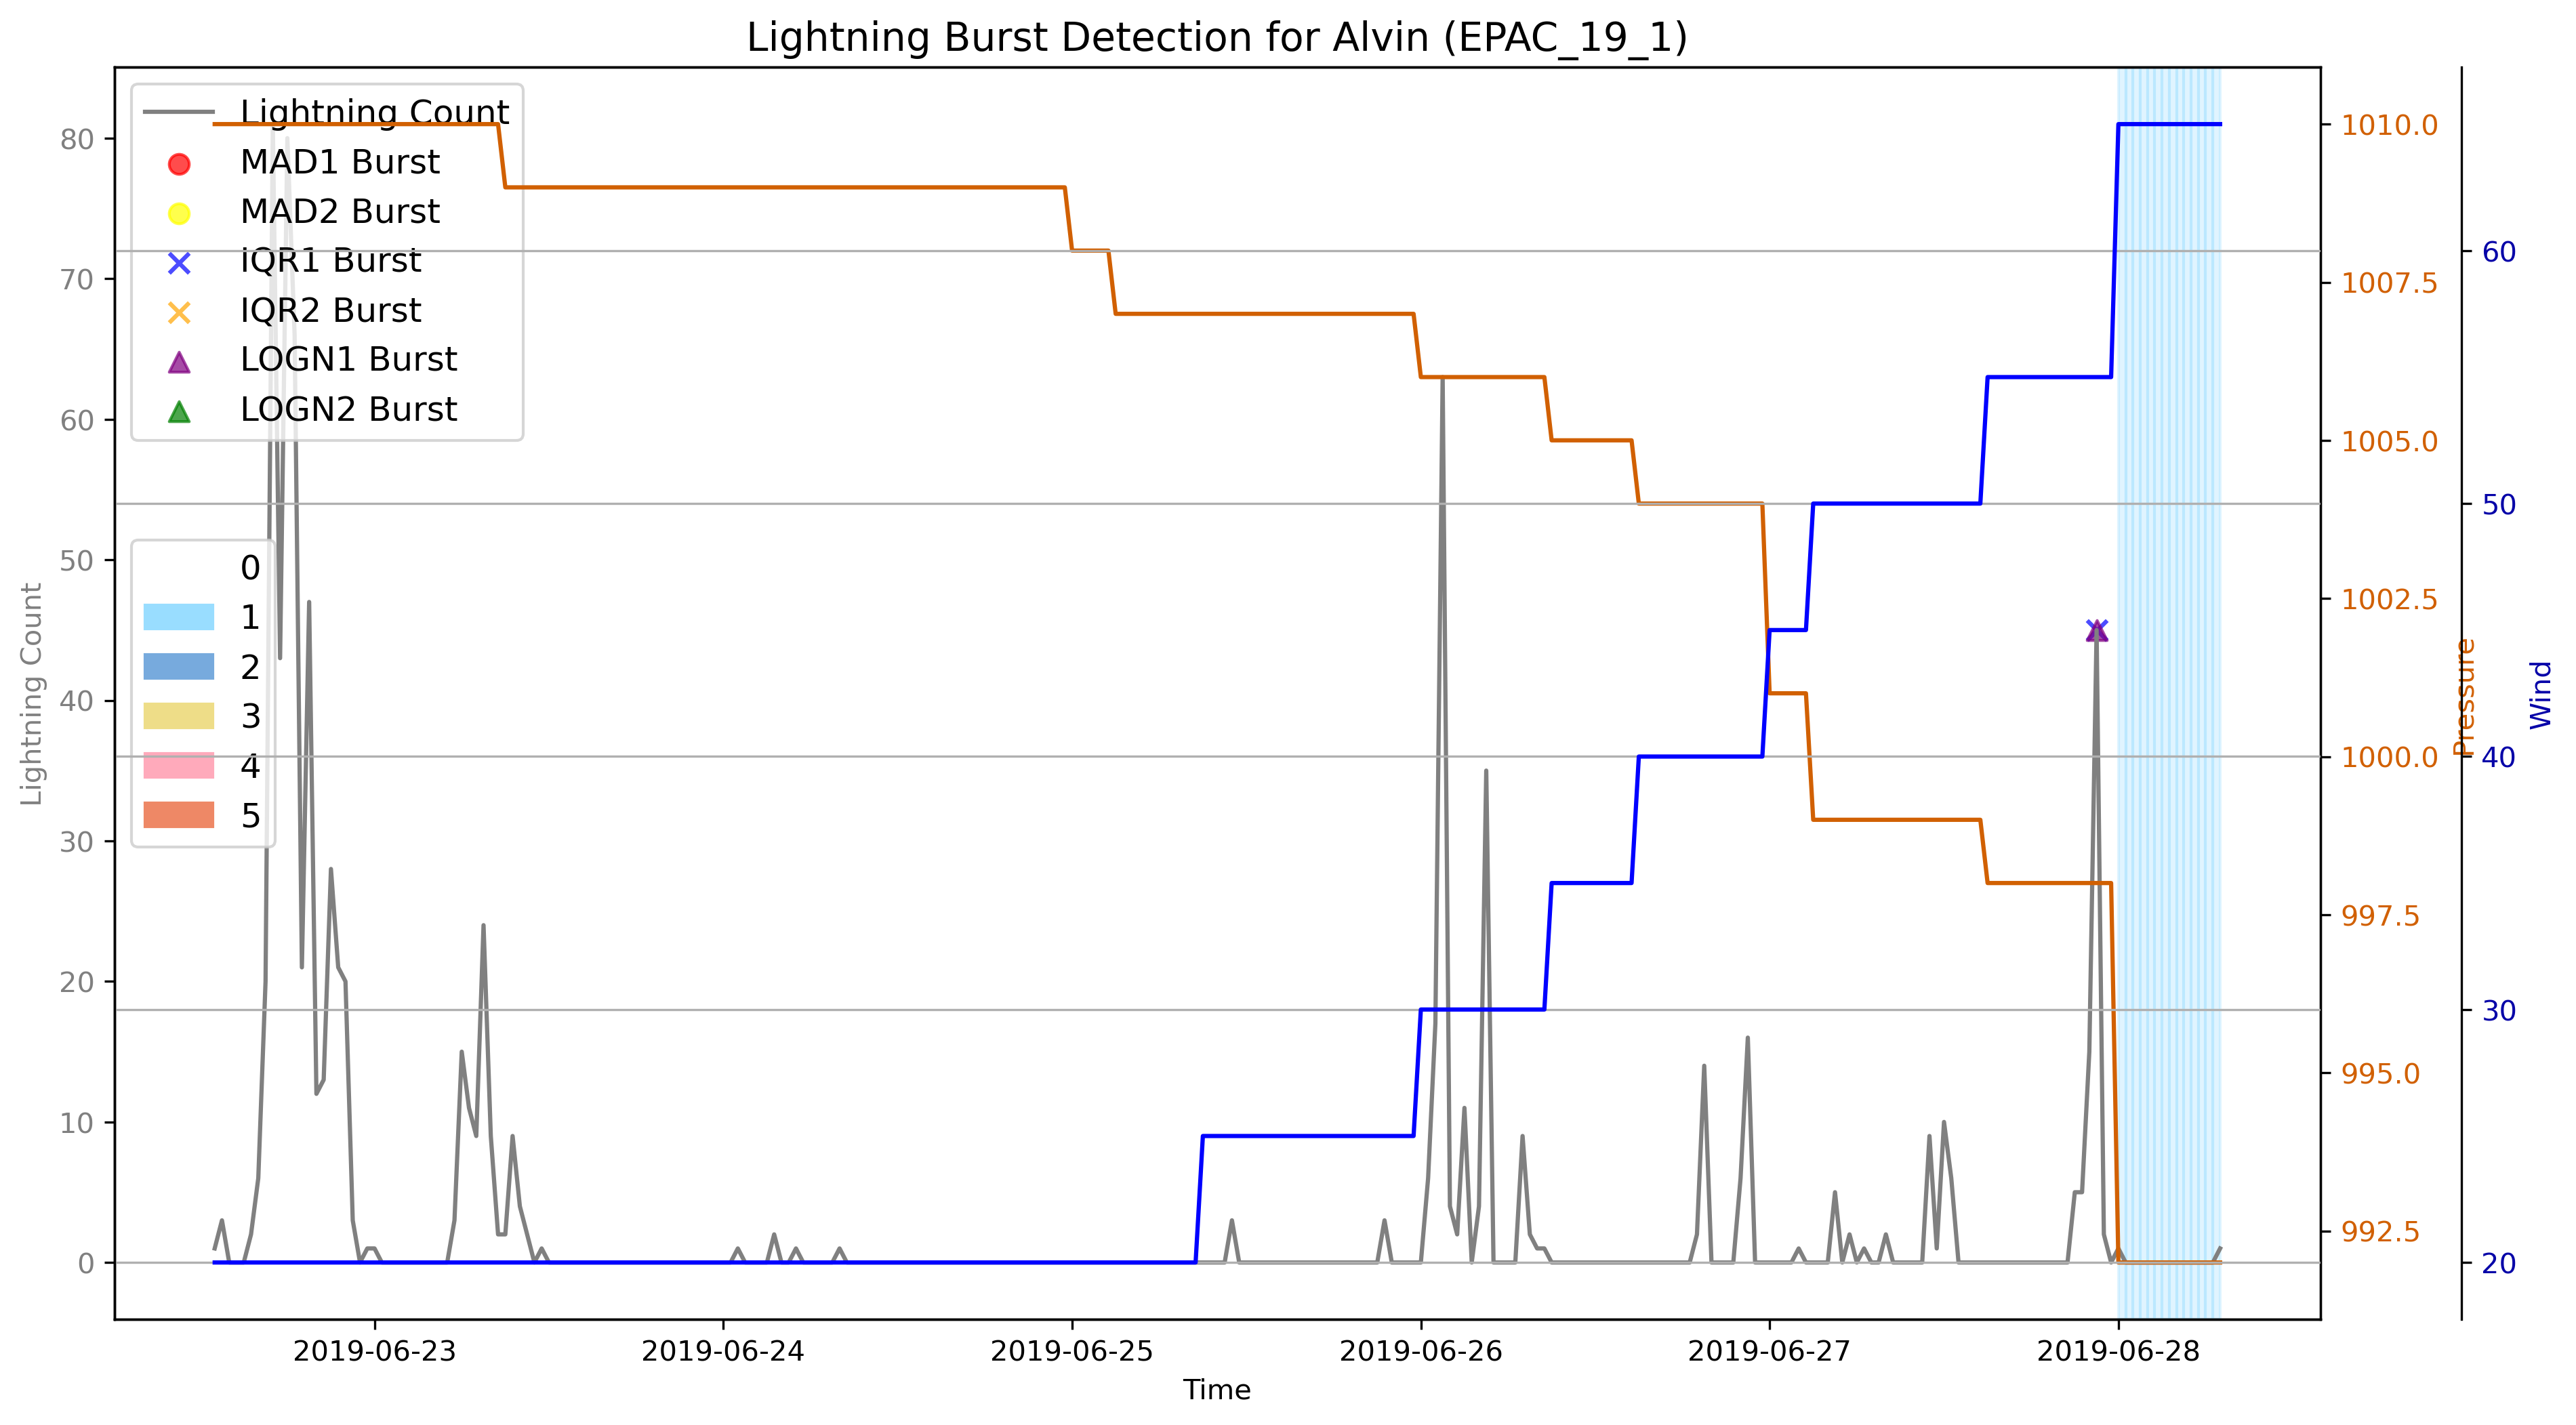 Lightning Burst Detection for Alvin (EPAC_19_1)
Lightning Count
MAD1 Burst
MAD2 Burst
IQR1 Burst
IQR2 Burst
LOGN1 Burst
LOGN2 Burst
0
1
2
3
4
5
Lightning Count
80
70
60
50
40
30
20
10
0
1010.0
1007.5
1005.0
1002.5
1000.0
997.5
995.0
992.5
Pressure
60
50
40
30
20
Wind
2019-06-23
2019-06-24
2019-06-25
2019-06-26
2019-06-27
2019-06-28
Time